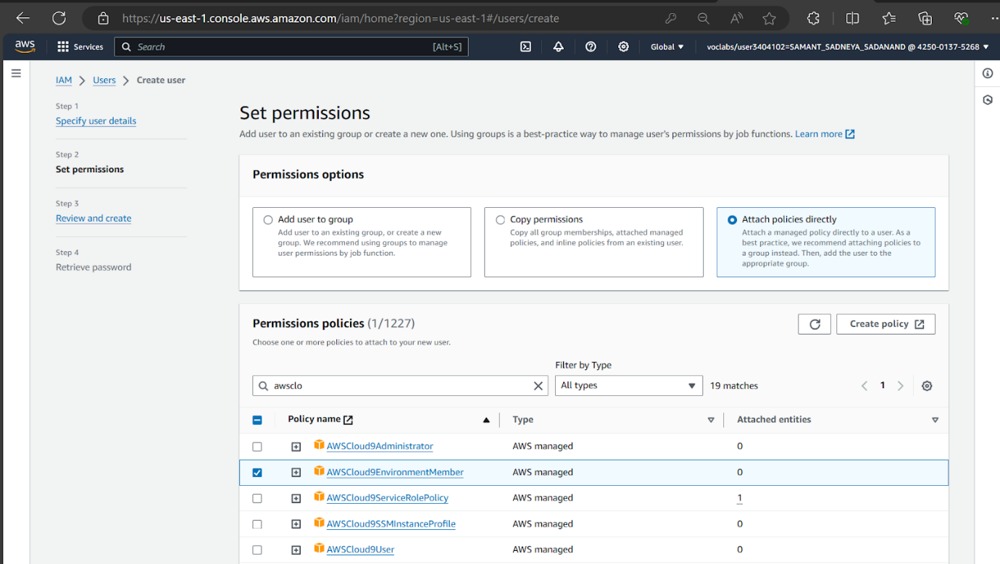 https://us-east-1.console.aws.amazon.com/iam/home?region=us-east-1#/users/create
aws
Services
Search
[Alt+S]
Global
voclabs/user3404102=SAMANT_SADNEYA_SADANAND @ 4250-0137-5268
IAM
Users
Create user
Step 1
Specify user details
Step 2
Set permissions
Step 3
Review and create
Step 4
Retrieve password
Set permissions
Add user to an existing group or create a new one. Using groups is a best-practice way to manage user's permissions by job functions. Learn more
Permissions options
Add user to group
Add user to an existing group, or create a new
group. We recommend using groups to manage
user permissions by job function.
Copy permissions
Copy all group memberships, attached managed
policies, and inline policies from an existing user.
Attach policies directly
Attach a managed policy directly to a user. As a
best practice, we recommend attaching policies to
a group instead. Then, add the user to the
appropriate group.
Permissions policies (1/1227)
Choose one or more policies to attach to your new user.
Create policy
Filter by Type
awsclo
All types
19 matches
1
Policy name
Type
Attached entities
AWSCloud9Administrator
AWS managed
0
AWSCloud9EnvironmentMember
AWS managed
0
AWSCloud9ServiceRolePolicy
AWS managed
1
AWSCloud9SSMInstanceProfile
AWS managed
0
AWSCloud9User
AWS managed
0